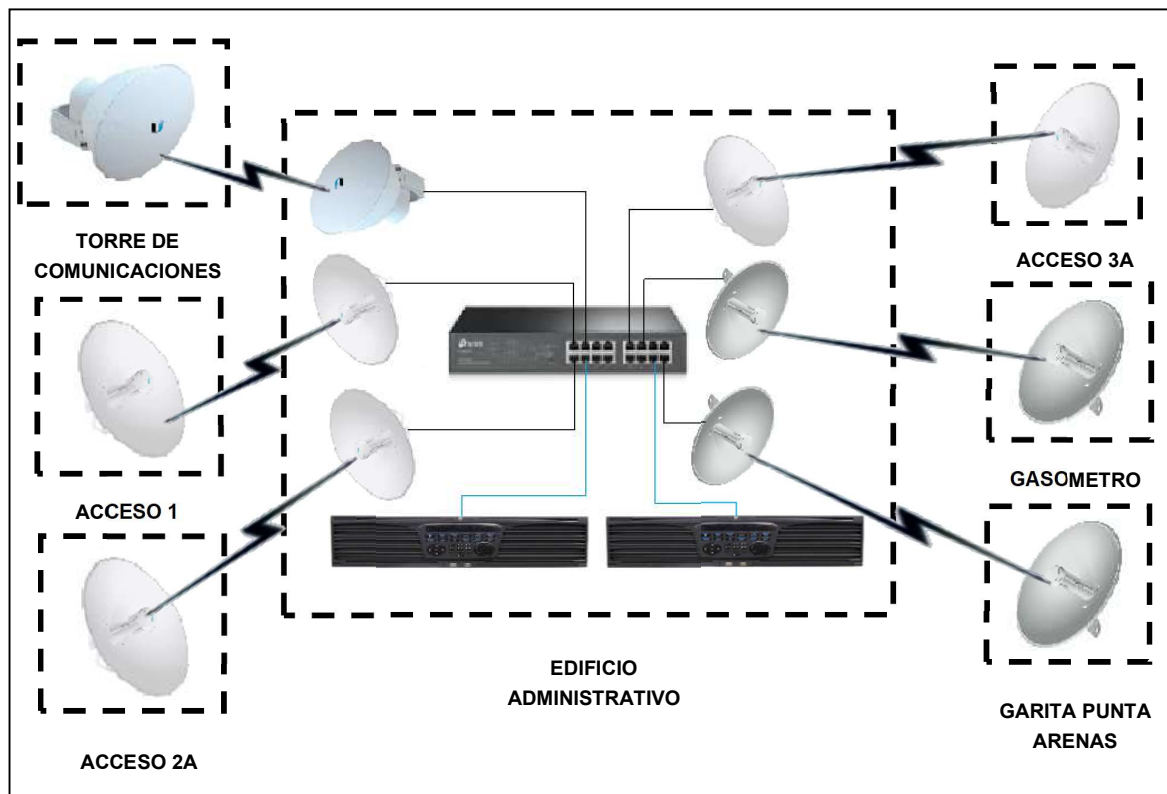 TORRE DE
COMUNICACIONES
ACCESO 3A
ACCESO 1
GASOMETRO
EDIFICIO
ADMINISTRATIVO
GARITA PUNTA
ARENAS
ACCESO 2A